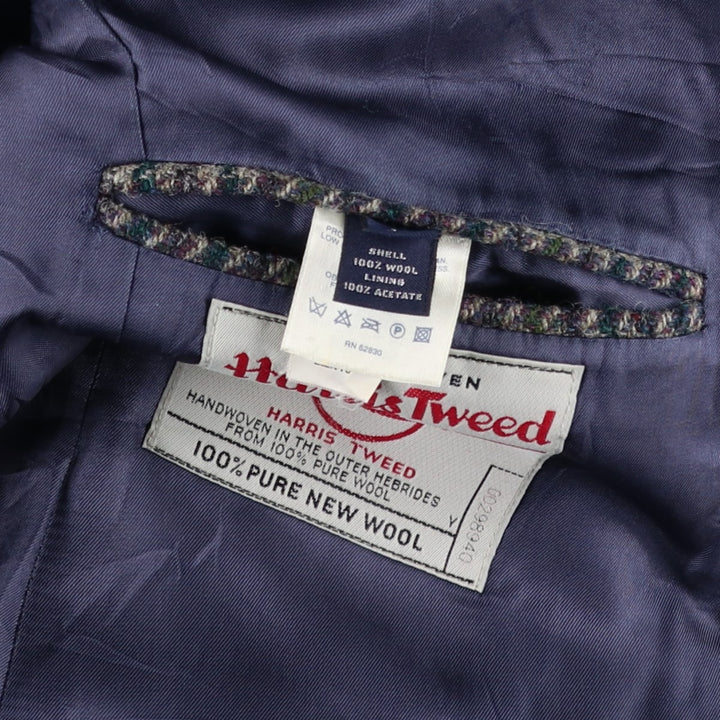 SHELL
100% WOOL
LINING
100% ACETATE
RN 52830
Harris Tweed
HARRIS TWEED
HANDWOVEN IN THE OUTER HEBRIDES
FROM 100% PURE WOOL
Y
100% PURE NEW WOOL
00298940